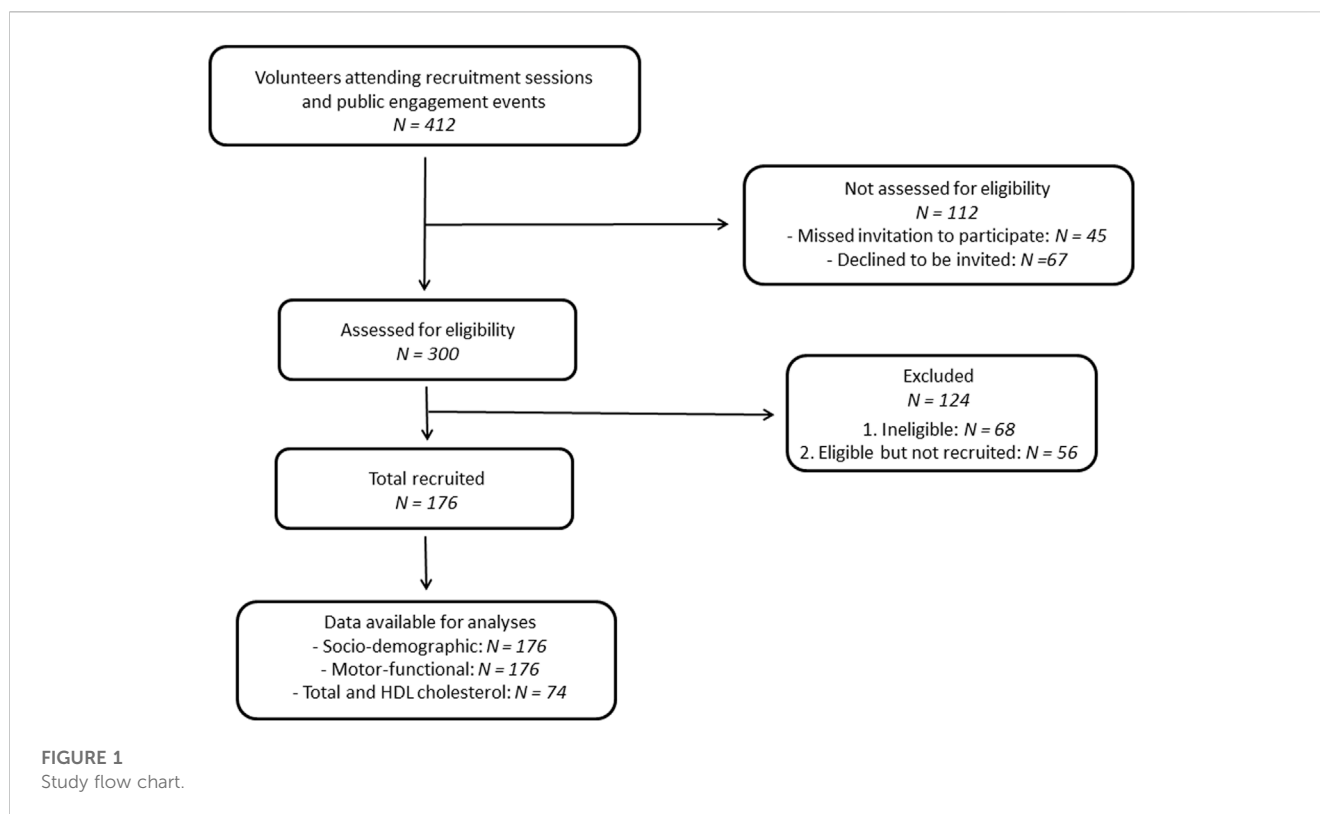 Volunteers attending recruitment sessions
and public engagement events
N = 412
Not assessed for eligibility
N = 112
- Missed invitation to participate: N = 45
- Declined to be invited: N =67
Assessed for eligibility
N = 300
Excluded
N = 124
1. Ineligible: N = 68
2. Eligible but not recruited: N = 56
Total recruited
N = 176
Data available for analyses
- Socio-demographic: N = 176
- Motor-functional: N = 176
- Total and HDL cholesterol: N = 74
FIGURE 1
Study flow chart.